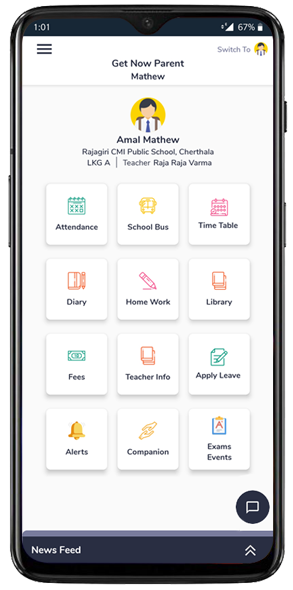 1:01 67%
Switch To
Get Now Parent
Mathew
Amal Mathew
Rajagiri CMI Public School, Cherthala
LKG A | Teacher Raja Raja Varma
Attendance School Bus Time Table
Diary Home Work Library
Fees Teacher Info Apply Leave
Alerts Companion Exams
Events
News Feed